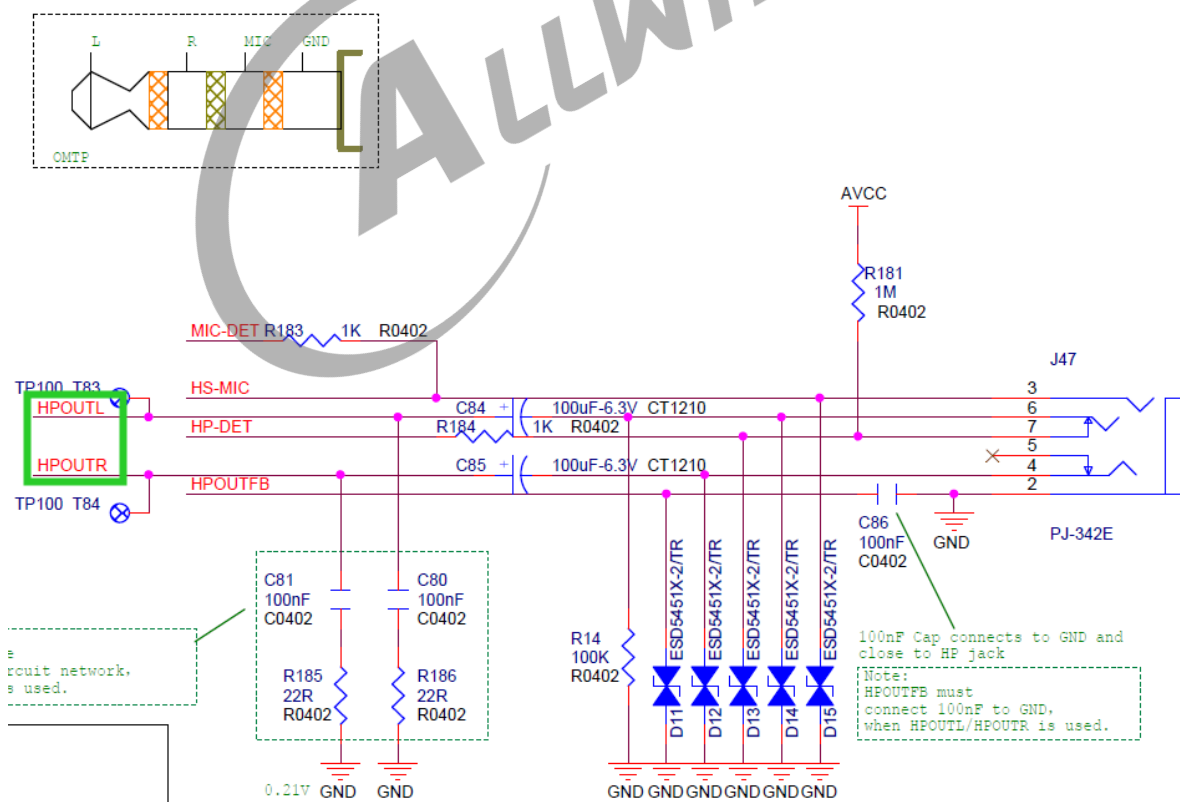 ALLWIN
L R MIC GND
OMTP
AVCC
R181
1M
R0402
MIC-DET R183 1K R0402
J47
TP100 T83
HS-MIC
3
HPOUTL
C84 + 100uF-6.3V CT1210
6
HP-DET
R184 1K R0402
7
5
HPOUTR
C85 + 100uF-6.3V CT1210
4
HPOUTFB
2
TP100 T84
C86
100nF
C0402
GND
PJ-342E
C81
100nF
C0402
C80
100nF
C0402
R185
22R
R0402
R186
22R
R0402
R14
100K
R0402
ESD5451X-2/TR
ESD5451X-2/TR
ESD5451X-2/TR
ESD5451X-2/TR
ESD5451X-2/TR
D11
D12
D13
D14
D15
100nF Cap connects to GND and
close to HP jack
Note:
HPOUTFB must
connect 100nF to GND,
when HPOUTL/HPOUTR is used.
e
rcuit network,
s used.
0.21V GND GND
GND GND GND GND GND GND